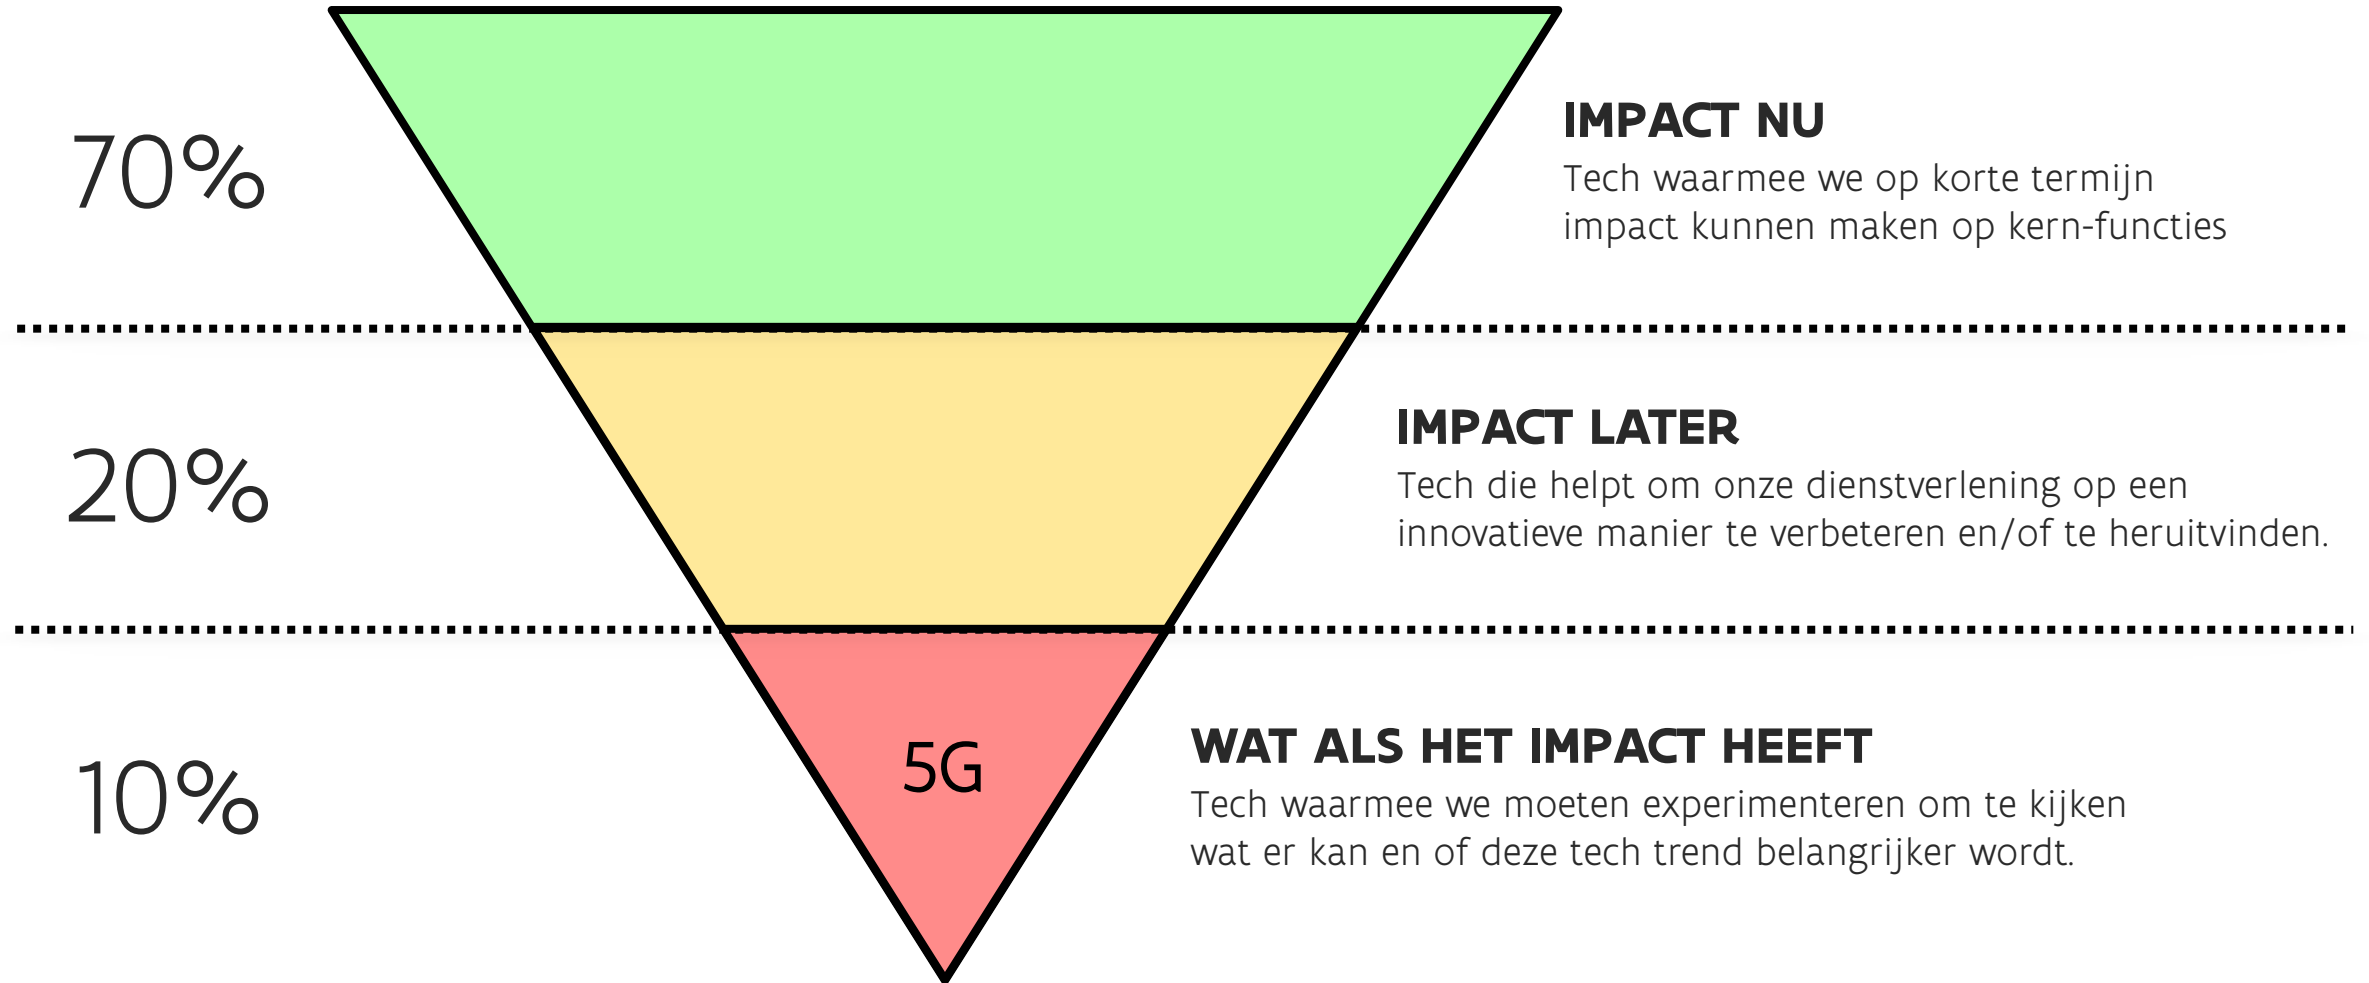 70%
IMPACT NU
Tech waarmee we op korte termijn
impact kunnen maken op kern-functies
20%
IMPACT LATER
Tech die helpt om onze dienstverlening op een
innovatieve manier te verbeteren en/of te heruitvinden.
10%
5G
WAT ALS HET IMPACT HEEFT
Tech waarmee we moeten experimenteren om te kijken
wat er kan en of deze tech trend belangrijker wordt.